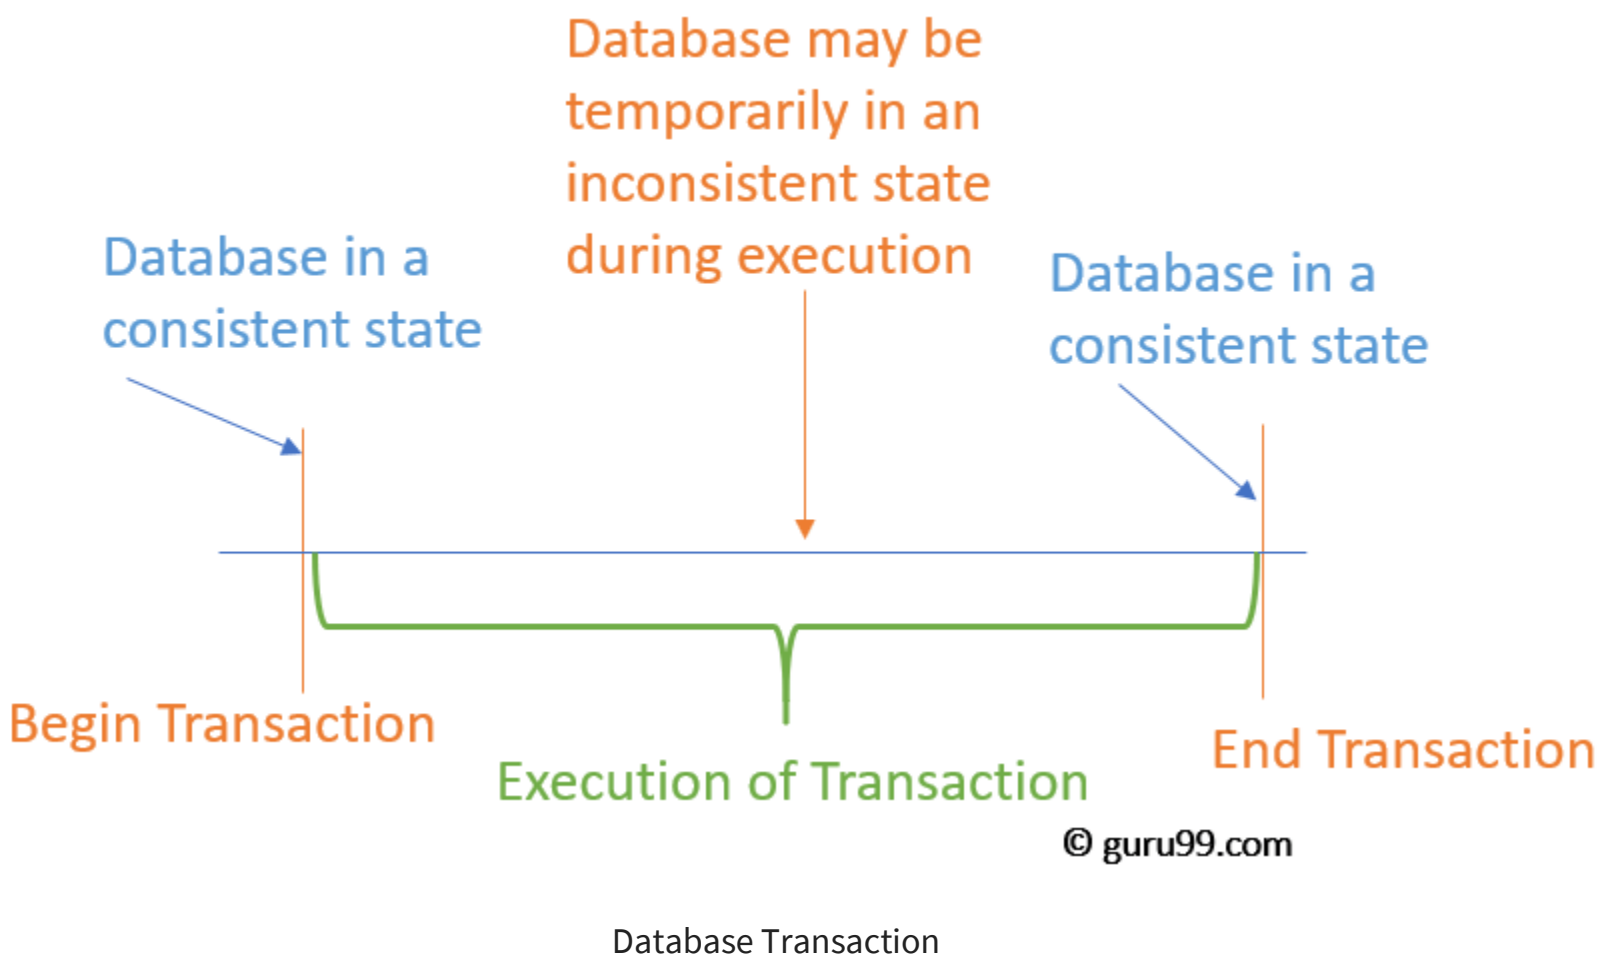 Database may be
temporarily in an
inconsistent state
during execution
Database in a
consistent state
Database in a
consistent state
Begin Transaction
End Transaction
Execution of Transaction
© guru99.com
Database Transaction